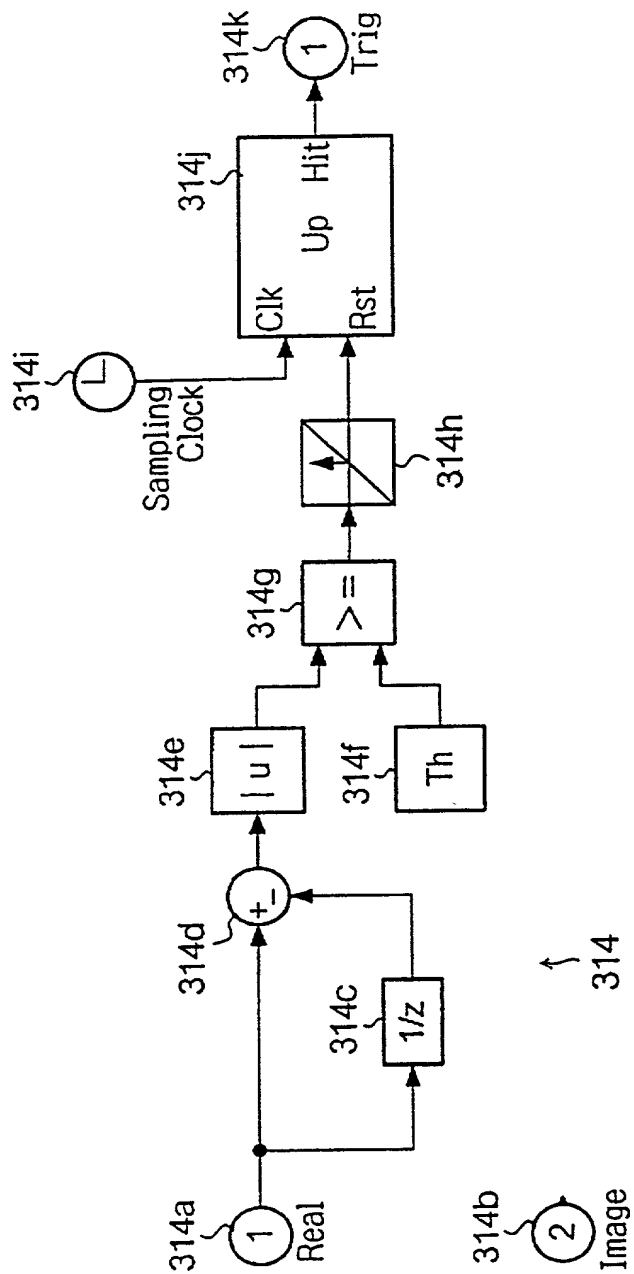 314a
1
Real
314b
2
Image
314c
1/z
314d
+
−
314e
|u|
314f
Th
314g
>=
314h
314i
Sampling
Clock
314j
Clk
Up
Hit
Rst
314k
1
Trig
314